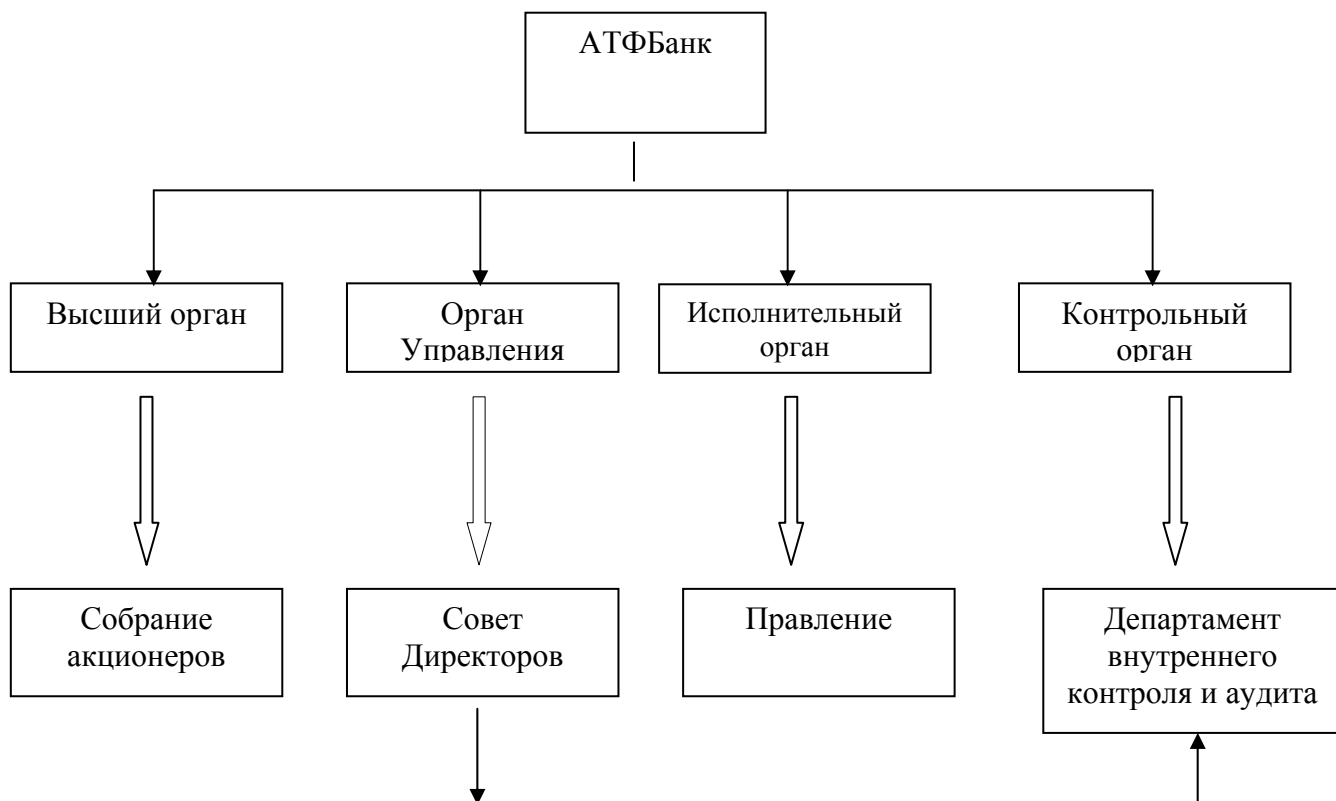 АТФБанк
Высший орган
Орган
Управления
Исполнительный
орган
Контрольный
орган
Собрание
акционеров
Совет
Директоров
Правление
Департамент
внутреннего
контроля и аудита